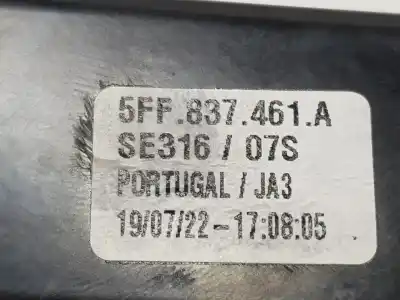 5FF.837.461.A
SE316 / 07S
PORTUGAL / JA3
19/07/22-17:08:05